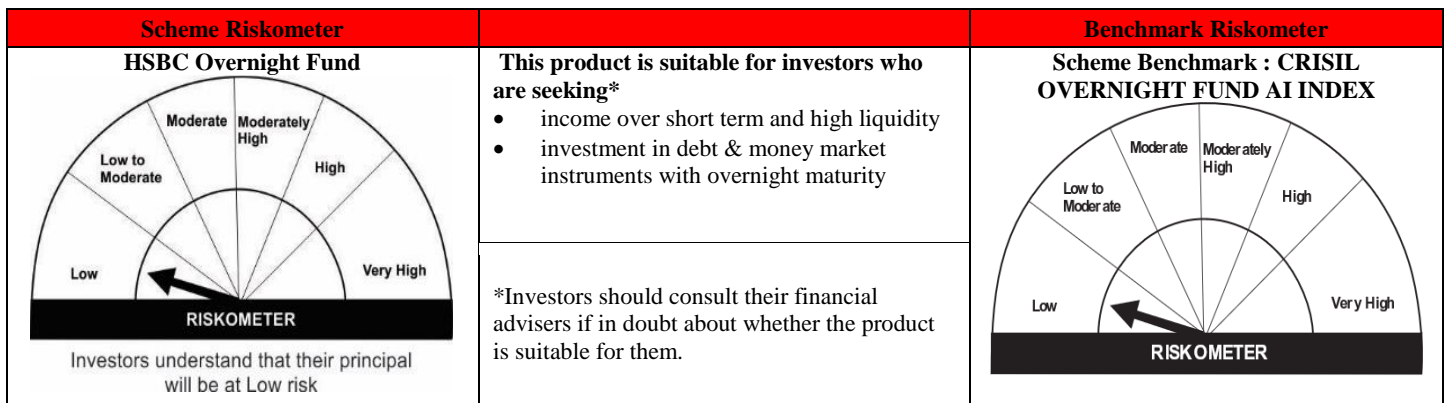 Scheme Riskometer
Benchmark Riskometer
HSBC Overnight Fund
Moderate
Moderately
High
Low to
Moderate
High
Low
Very High
RISKOMETER
Investors understand that their principal
will be at Low risk
This product is suitable for investors who
are seeking*
• income over short term and high liquidity
• investment in debt & money market
instruments with overnight maturity
*Investors should consult their financial
advisers if in doubt about whether the product
is suitable for them.
Scheme Benchmark : CRISIL
OVERNIGHT FUND AI INDEX
Moderate
Moderately
High
Low to
Moderate
High
Low
Very High
RISKOMETER